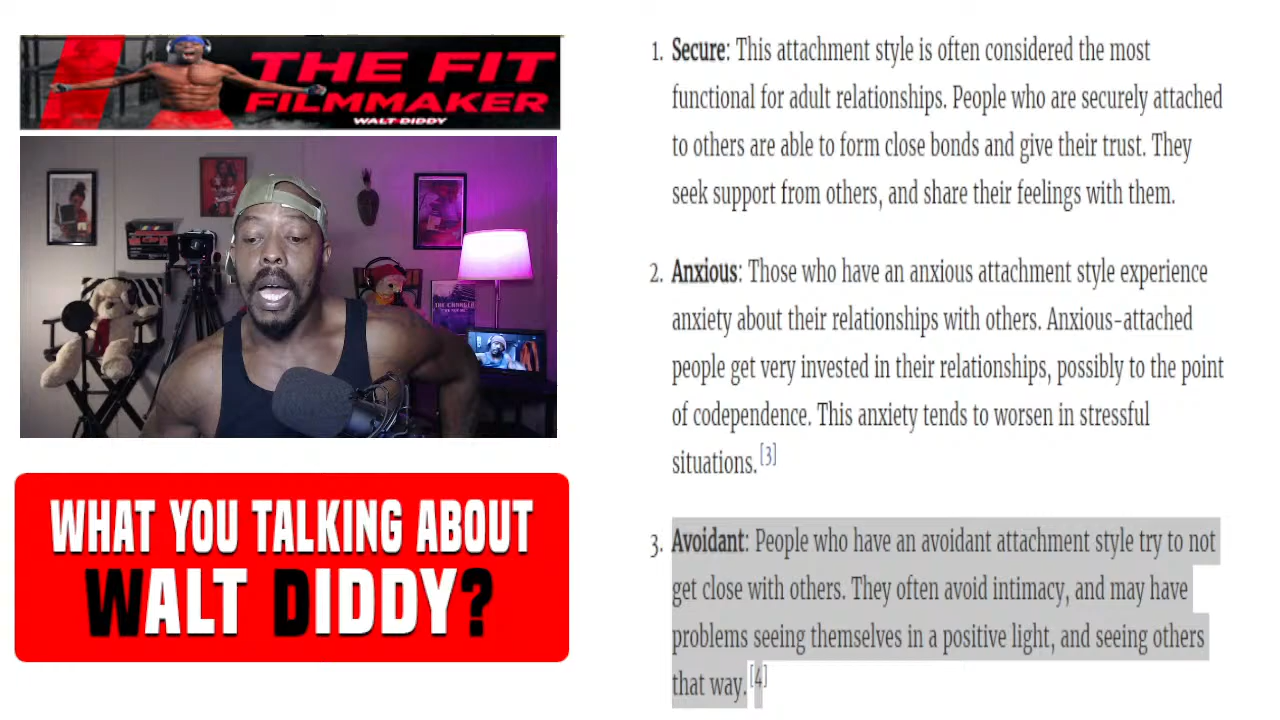 THE FIT
FILMMAKER
WALT DIDDY
WHAT YOU TALKING ABOUT
WALT DIDDY?
1. Secure: This attachment style is often considered the most
functional for adult relationships. People who are securely attached
to others are able to form close bonds and give their trust. They
seek support from others, and share their feelings with them.
2. Anxious: Those who have an anxious attachment style experience
anxiety about their relationships with others. Anxious-attached
people get very invested in their relationships, possibly to the point
of codependence. This anxiety tends to worsen in stressful
situations.[3]
3. Avoidant: People who have an avoidant attachment style try to not
get close with others. They often avoid intimacy, and may have
problems seeing themselves in a positive light, and seeing others
that way.[4]